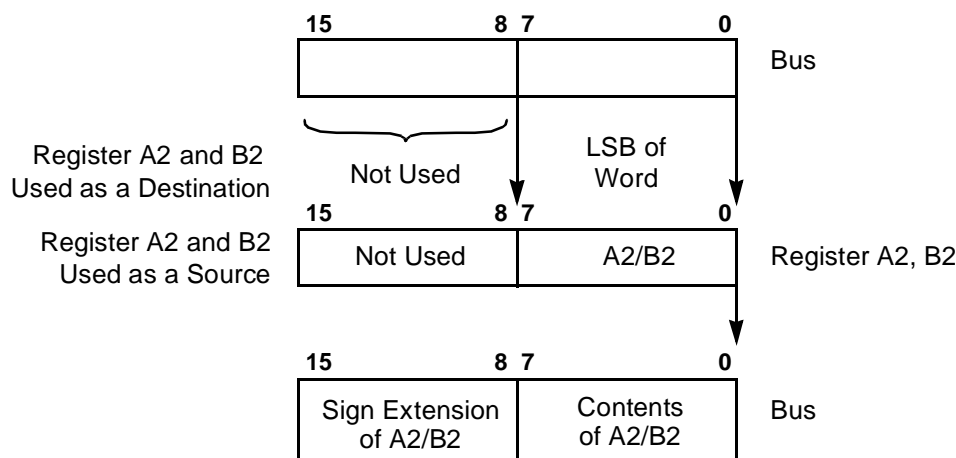 15 8 7 0
Bus
Register A2 and B2
Used as a Destination
Not Used
LSB of
Word
15 8 7 0
Register A2 and B2
Used as a Source
Not Used
A2/B2
Register A2, B2
15 8 7 0
Sign Extension
of A2/B2
Contents
of A2/B2
Bus